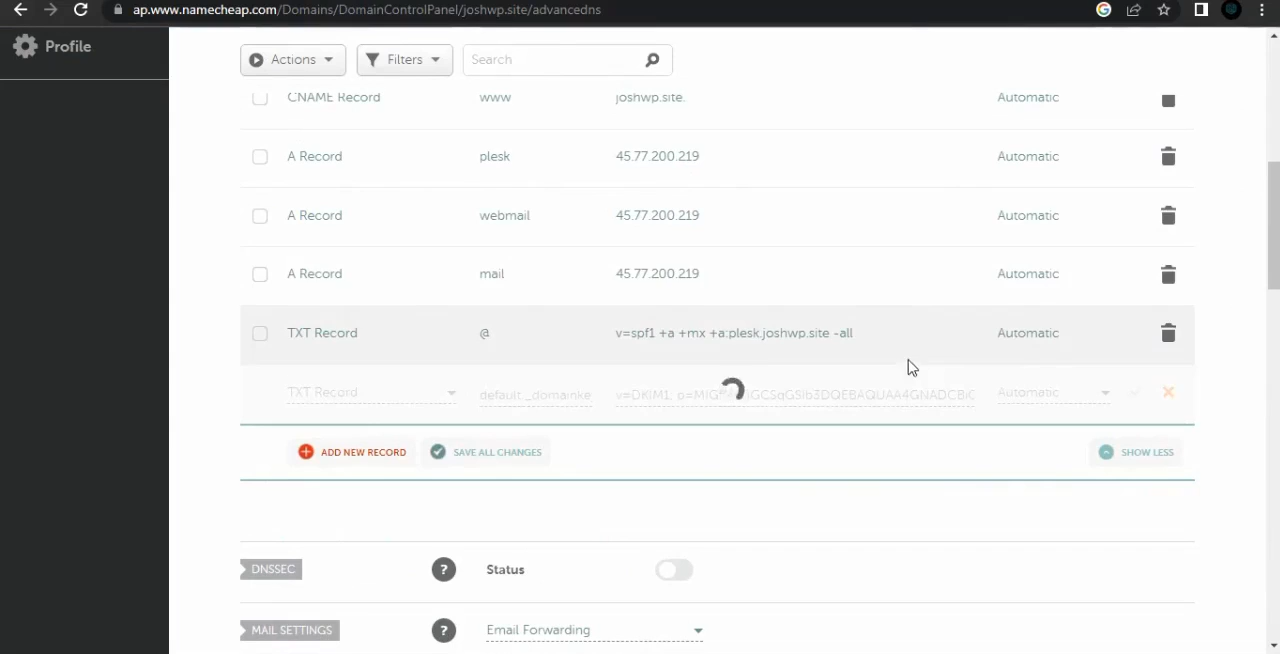 ap.www.namecheap.com/Domains/DomainControlPanel/joshwp.site/advancedns
Profile
Actions Filters Search
CNAME Record www joshwp.site. Automatic
A Record plesk 45.77.200.219 Automatic
A Record webmail 45.77.200.219 Automatic
A Record mail 45.77.200.219 Automatic
TXT Record @ v=spf1 +a +mx +a:plesk.joshwp.site -all Automatic
TXT Record default._domainke v=DKIM1; Automatic
ADD NEW RECORD SAVE ALL CHANGES SHOW LESS
DNSSEC ? Status
MAIL SETTINGS ? Email Forwarding